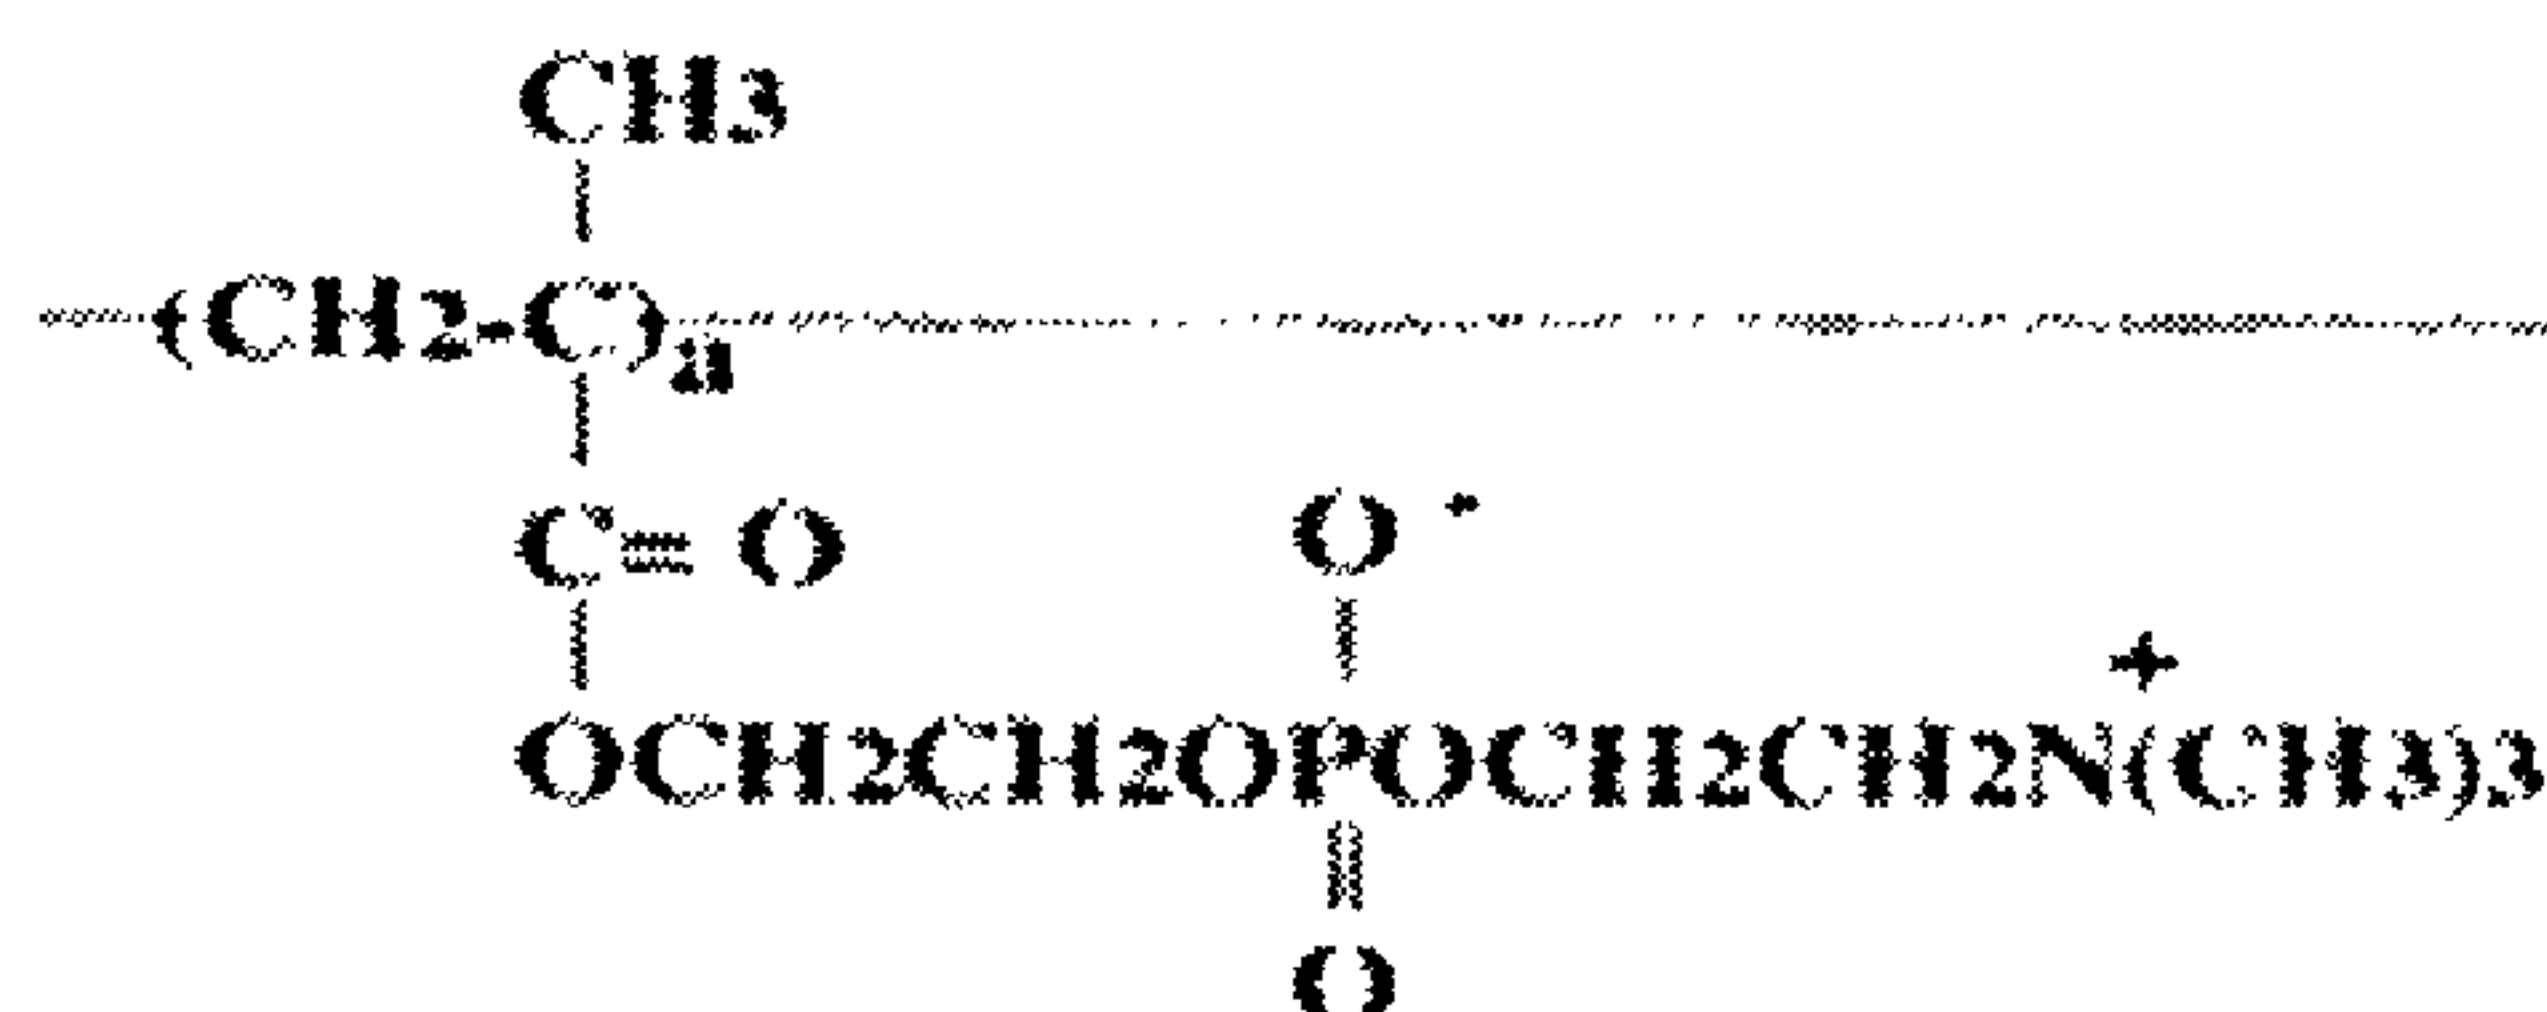 CH3
(CH2-C)a
C=O O-
+
OCH2CH2OPOCH2CH2N(CH3)3
O